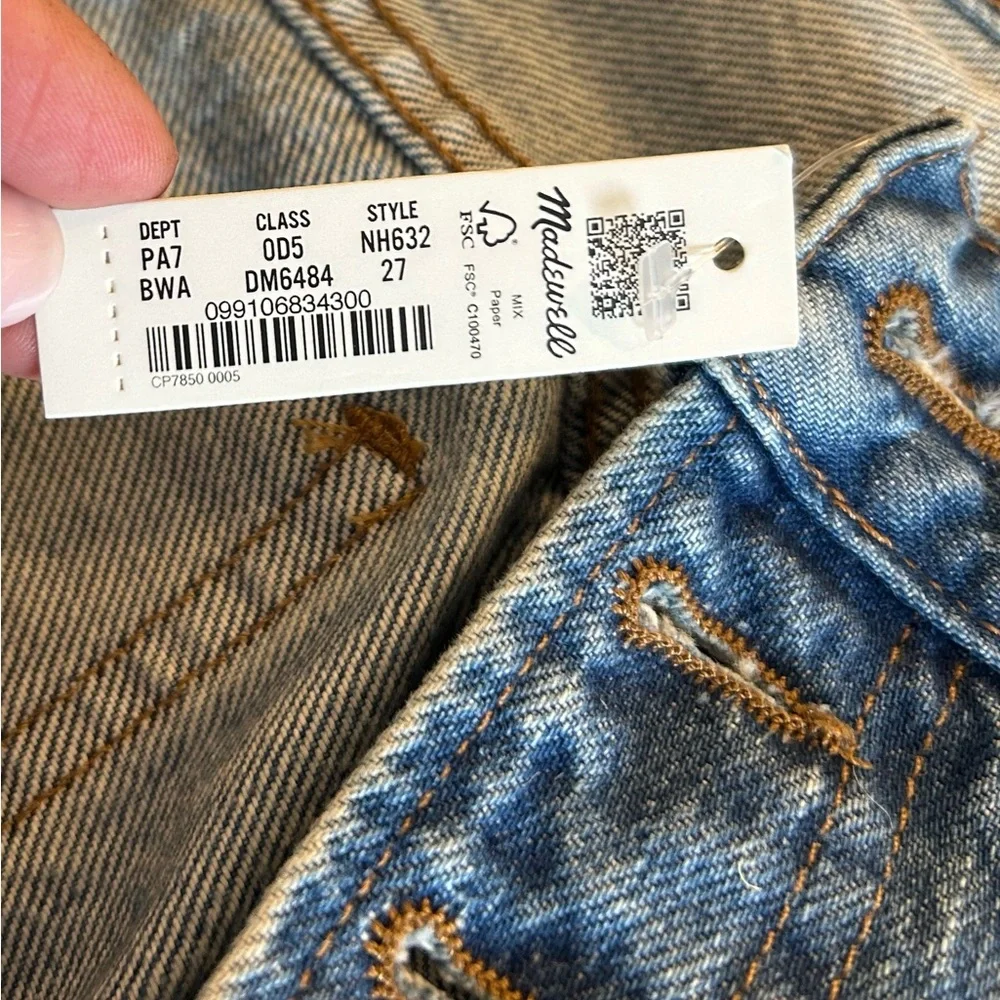 DEPT CLASS STYLE
PA7 0D5 NH632
BWA DM6484 27
099106834300
CP7850 0005
FSC
FSC® C100470
MIX
Paper
Madewell